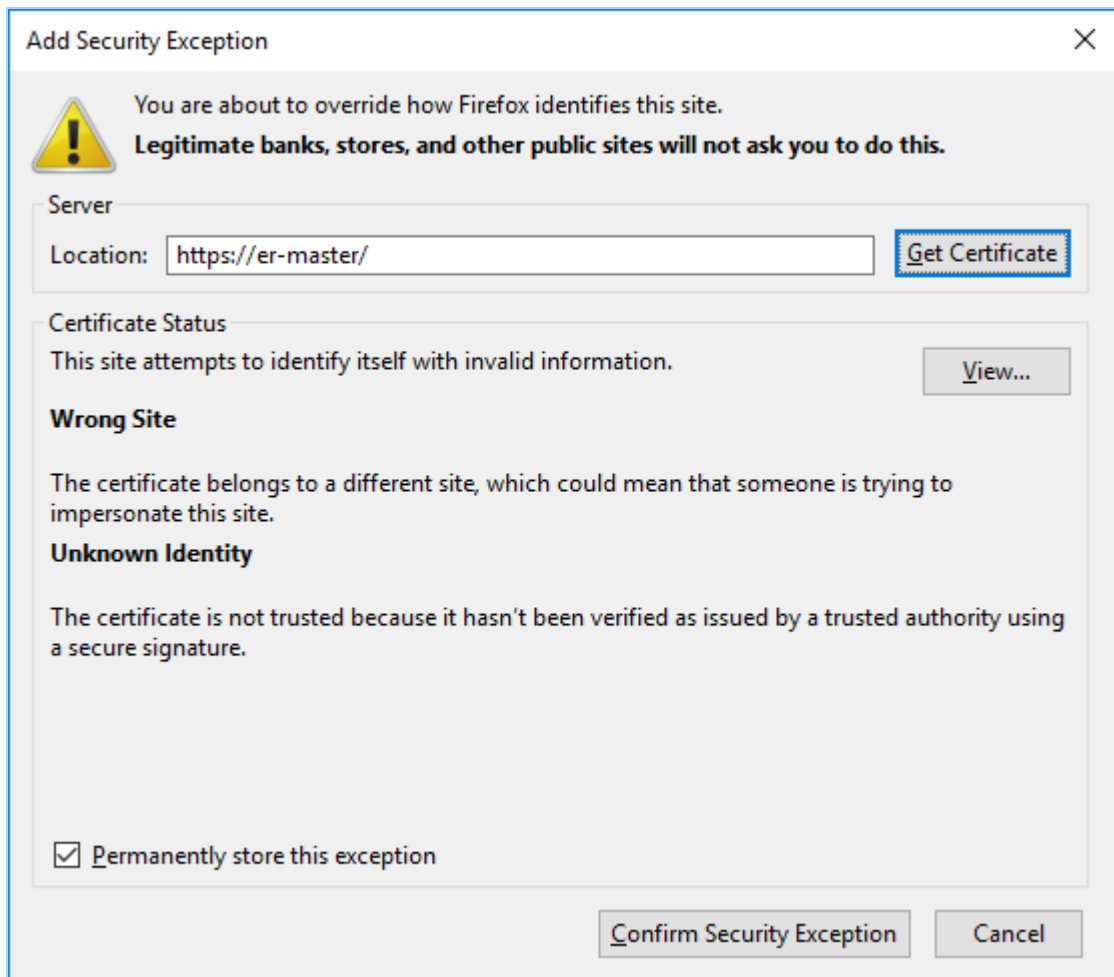 Add Security Exception
You are about to override how Firefox identifies this site.
Legitimate banks, stores, and other public sites will not ask you to do this.
Server
Location: https://er-master/ Get Certificate
Certificate Status
This site attempts to identify itself with invalid information.
View...
Wrong Site
The certificate belongs to a different site, which could mean that someone is trying to
impersonate this site.
Unknown Identity
The certificate is not trusted because it hasn't been verified as issued by a trusted authority using
a secure signature.
Permanently store this exception
Confirm Security Exception Cancel